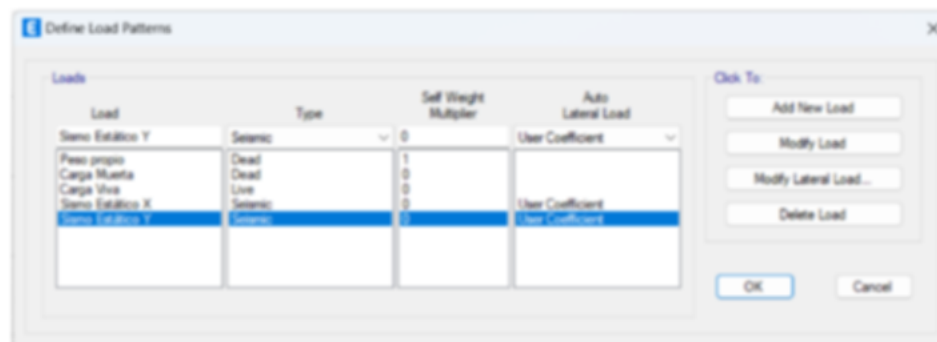 E Define Load Patterns
Loads
Click To:
Load Type Self Weight Multiplier Auto Lateral Load
Sismo Estático Y Seismic 0 User Coefficient
Peso propio Dead 1
Carga Muerta Dead 0
Carga Viva Live 0
Sismo Estático X Seismic 0 User Coefficient
Sismo Estático Y Seismic 0 User Coefficient
Add New Load
Modify Load
Modify Lateral Load...
Delete Load
OK Cancel